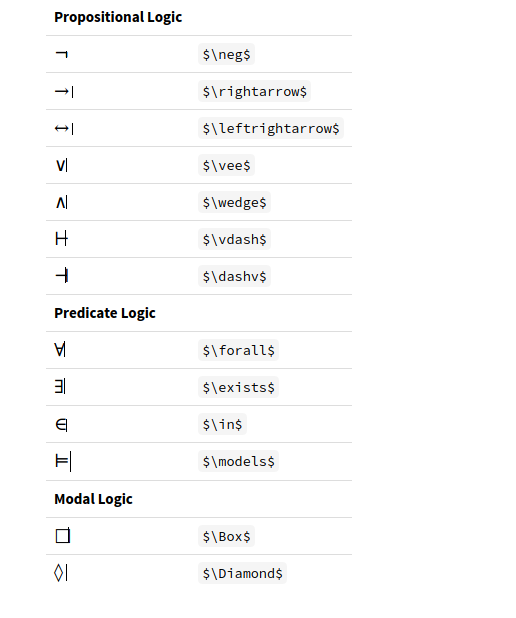 Propositional Logic
¬ $\neg$
→ $\rightarrow$
↔ $\leftrightarrow$
∨ $\vee$
∧ $\wedge$
⊢ $\vdash$
⊣ $\dashv$
Predicate Logic
∀ $\forall$
∃ $\exists$
∈ $\in$
⊨ $\models$
Modal Logic
□ $\Box$
◊ $\Diamond$